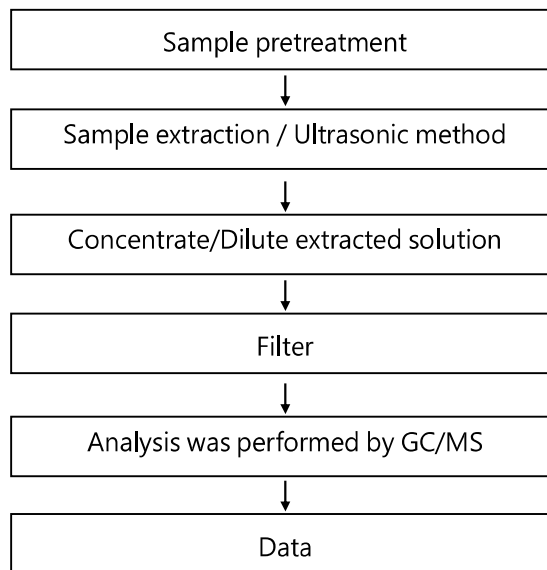 Sample pretreatment
Sample extraction / Ultrasonic method
Concentrate/Dilute extracted solution
Filter
Analysis was performed by GC/MS
Data